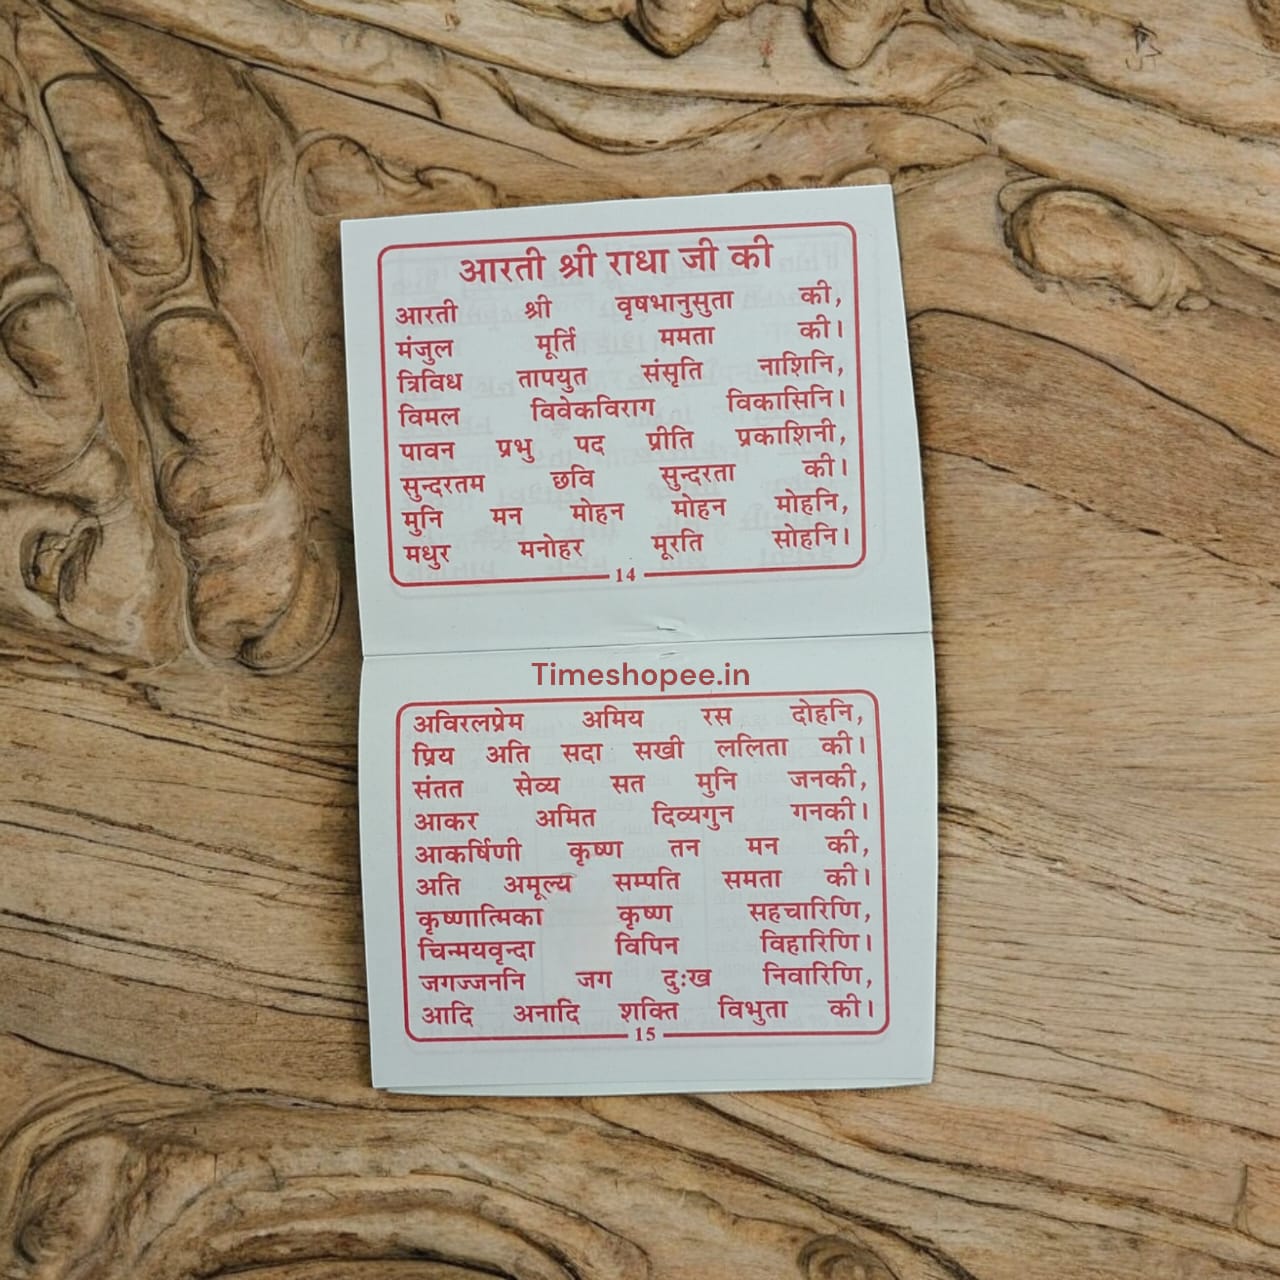 आरती श्री राधा जी की
आरती श्री वृषभानुसुता की,
मंजुल मूर्ति ममता की।
त्रिविध तापयुत संसृति नाशिनि,
विमल विवेकविराग विकासिनि।
पावन प्रभु पद प्रीति प्रकाशिनी,
सुन्दरतम छवि सुन्दरता की।
मुनि मन मोहन मोहन मोहनि,
मधुर मनोहर मूरति सोहनि।
14
Timeshopee.in
अविरलप्रेम अमिय रस दोहनि,
प्रिय अति सदा सखी ललिता की।
संतत सेव्य सत मुनि जनकी,
आकर अमित दिव्यगुन गनकी।
आकर्षिणी कृष्ण तन मन की,
अति अमूल्य सम्पति समता की।
कृष्णात्मिका कृष्ण सहचारिणि,
चिन्मयवृन्दा विपिन विहारिणि।
जगज्जननि जग दुःख निवारिणि,
आदि अनादि शक्ति विभुता की।
15